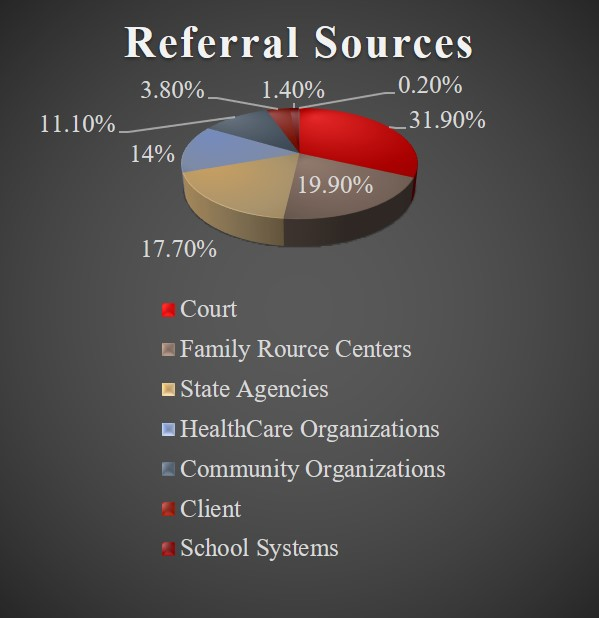 Referral Sources
3.80%
1.40%
0.20%
11.10%
31.90%
14%
19.90%
17.70%
Court
Family Rource Centers
State Agencies
HealthCare Organizations
Community Organizations
Client
School Systems